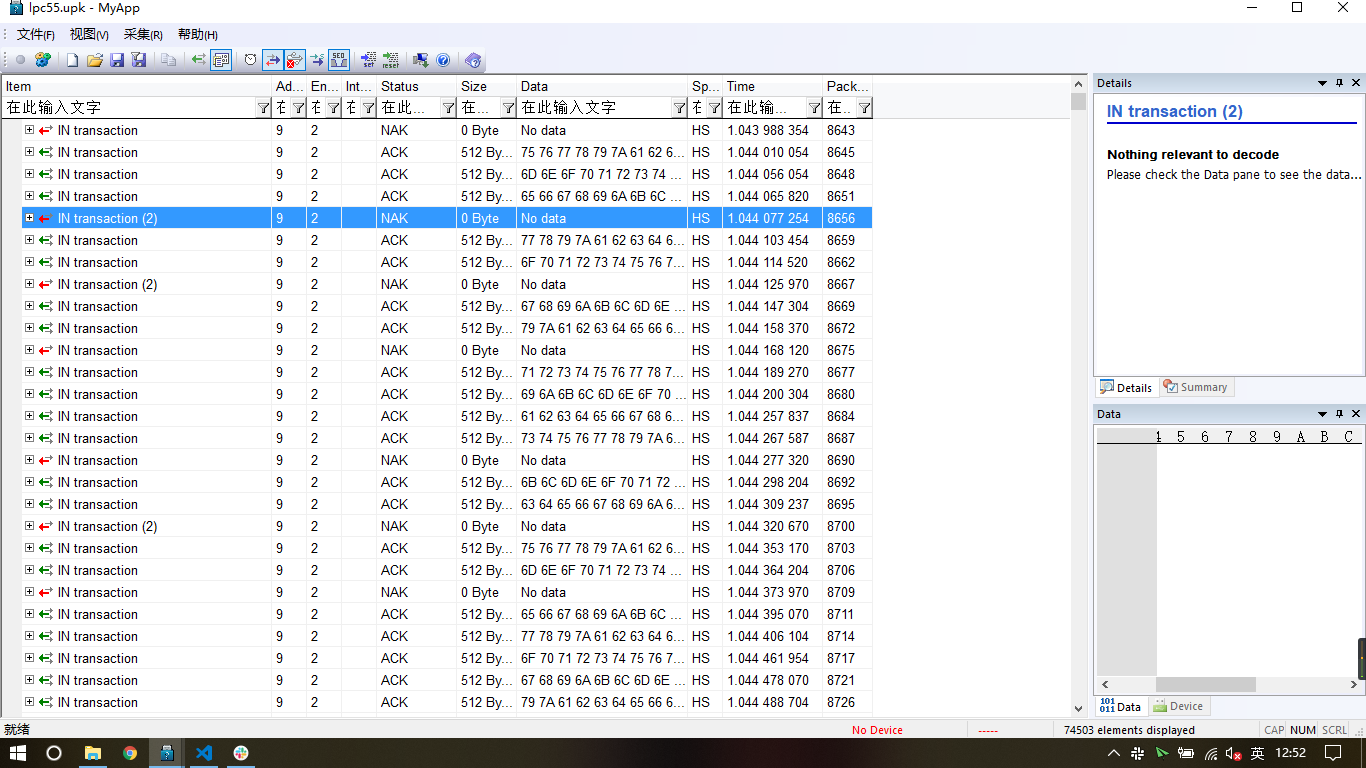 lpc55.upk - MyApp
文件(F) 视图(V) 采集(R) 帮助(H)
Item Ad... En... Int... Status Size Data Sp... Time Pack...
在此输入文字 在此... 在... 在此输入文字 在此输... 在...
IN transaction 9 2 NAK 0 Byte No data HS 1.043 988 354 8643
IN transaction 9 2 ACK 512 By... 75 76 77 78 79 7A 61 62 6... HS 1.044 010 054 8645
IN transaction 9 2 ACK 512 By... 6D 6E 6F 70 71 72 73 74 ... HS 1.044 056 054 8648
IN transaction 9 2 ACK 512 By... 65 66 67 68 69 6A 6B 6C ... HS 1.044 065 820 8651
IN transaction (2) 9 2 NAK 0 Byte No data HS 1.044 077 254 8656
IN transaction 9 2 ACK 512 By... 77 78 79 7A 61 62 63 64 6... HS 1.044 103 454 8659
IN transaction 9 2 ACK 512 By... 6F 70 71 72 73 74 75 76 7... HS 1.044 114 520 8662
IN transaction (2) 9 2 NAK 0 Byte No data HS 1.044 125 970 8667
IN transaction 9 2 ACK 512 By... 67 68 69 6A 6B 6C 6D 6E ... HS 1.044 147 304 8669
IN transaction 9 2 ACK 512 By... 79 7A 61 62 63 64 65 66 6... HS 1.044 158 370 8672
IN transaction 9 2 NAK 0 Byte No data HS 1.044 168 120 8675
IN transaction 9 2 ACK 512 By... 71 72 73 74 75 76 77 78 7... HS 1.044 189 270 8677
IN transaction 9 2 ACK 512 By... 69 6A 6B 6C 6D 6E 6F 70 ... HS 1.044 200 304 8680
IN transaction 9 2 ACK 512 By... 61 62 63 64 65 66 67 68 6... HS 1.044 257 837 8684
IN transaction 9 2 ACK 512 By... 73 74 75 76 77 78 79 7A 6... HS 1.044 267 587 8687
IN transaction 9 2 NAK 0 Byte No data HS 1.044 277 320 8690
IN transaction 9 2 ACK 512 By... 6B 6C 6D 6E 6F 70 71 72 ... HS 1.044 298 204 8692
IN transaction 9 2 ACK 512 By... 63 64 65 66 67 68 69 6A 6... HS 1.044 309 237 8695
IN transaction (2) 9 2 NAK 0 Byte No data HS 1.044 320 670 8700
IN transaction 9 2 ACK 512 By... 75 76 77 78 79 7A 61 62 6... HS 1.044 353 170 8703
IN transaction 9 2 ACK 512 By... 6D 6E 6F 70 71 72 73 74 ... HS 1.044 364 204 8706
IN transaction 9 2 NAK 0 Byte No data HS 1.044 373 970 8709
IN transaction 9 2 ACK 512 By... 65 66 67 68 69 6A 6B 6C ... HS 1.044 395 070 8711
IN transaction 9 2 ACK 512 By... 77 78 79 7A 61 62 63 64 6... HS 1.044 406 104 8714
IN transaction 9 2 ACK 512 By... 6F 70 71 72 73 74 75 76 7... HS 1.044 461 954 8717
IN transaction 9 2 ACK 512 By... 67 68 69 6A 6B 6C 6D 6E ... HS 1.044 478 070 8721
IN transaction 9 2 ACK 512 By... 79 7A 61 62 63 64 65 66 6... HS 1.044 488 704 8726
Details
IN transaction (2)
Nothing relevant to decode
Please check the Data pane to see the data...
Details Summary
Data
4 5 6 7 8 9 A B C
Data Device
就绪 No Device ----- 74503 elements displayed CAP NUM SCRL
英 12:52